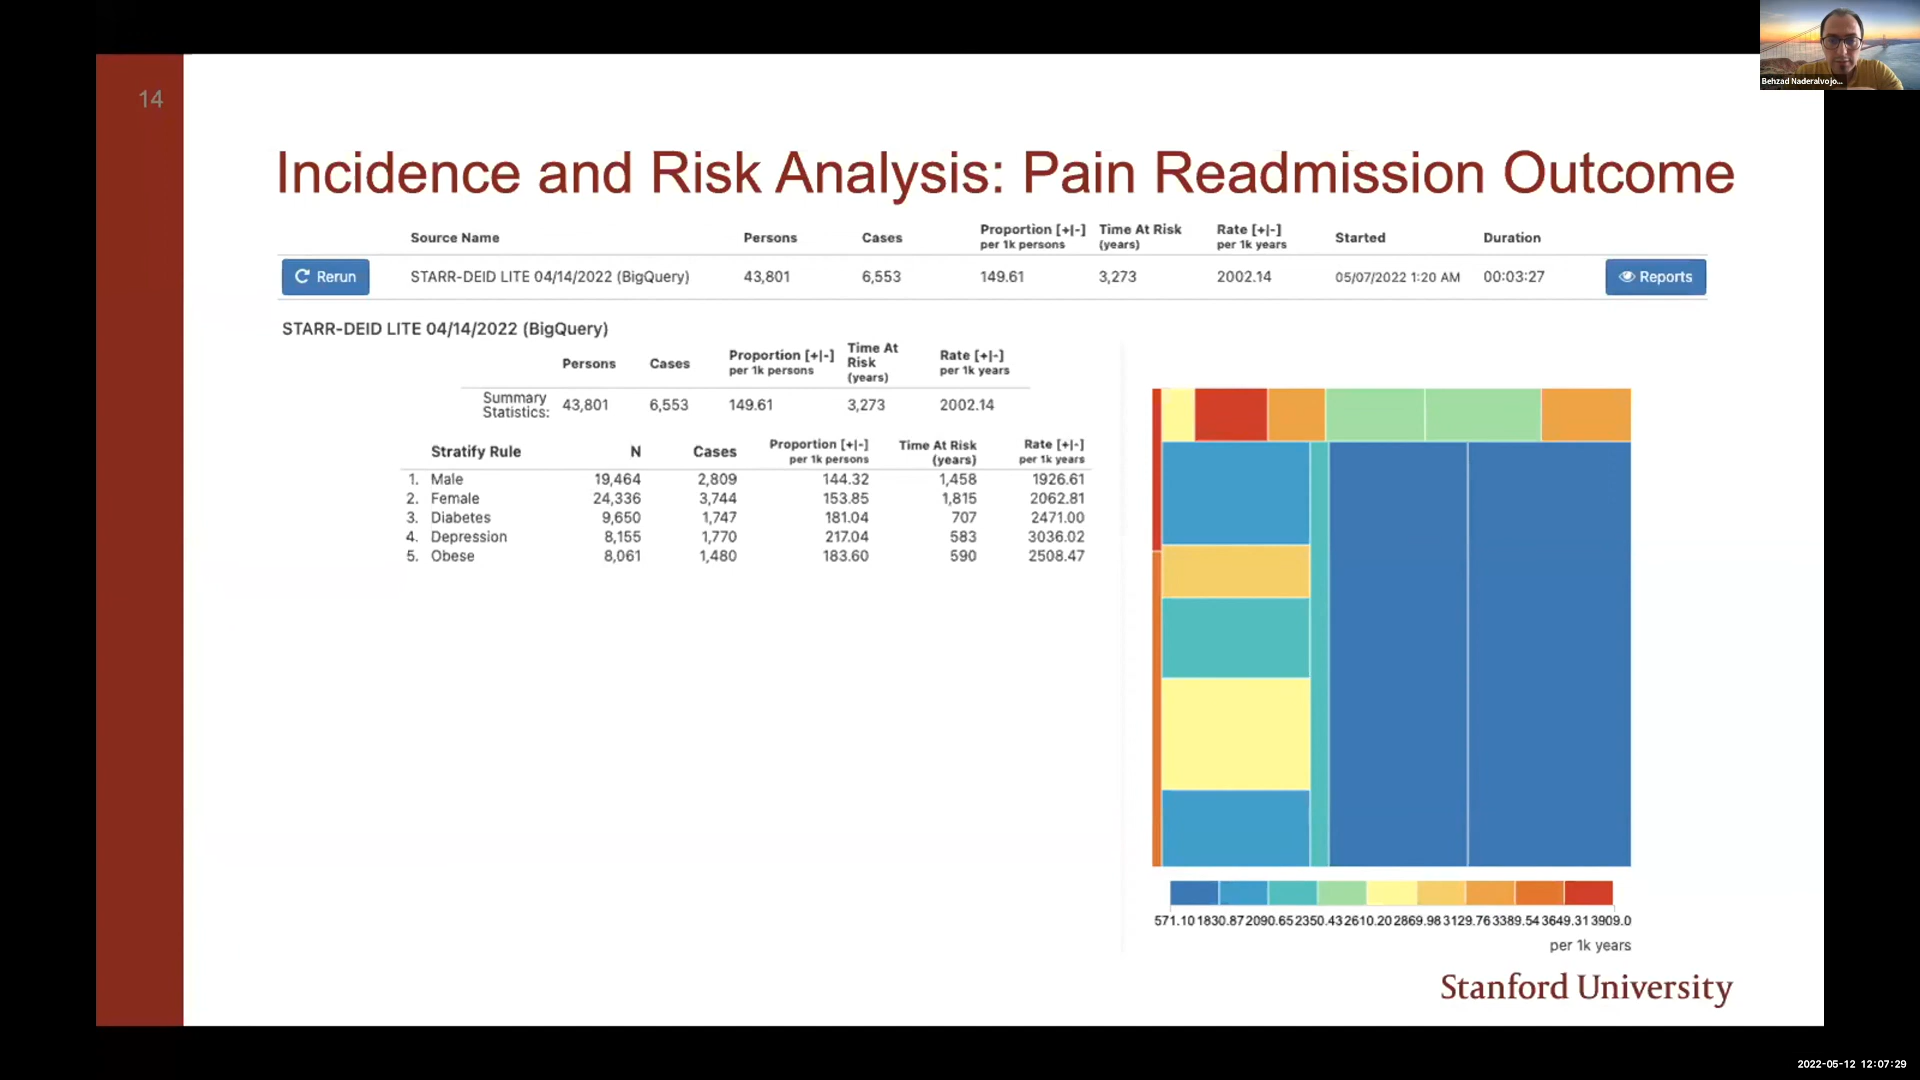 Behzad Naderalvojo...
14
Incidence and Risk Analysis: Pain Readmission Outcome
Source Name Persons Cases Proportion [+|-] per 1k persons Time At Risk (years) Rate [+|-] per 1k years Started Duration
Rerun STARR-DEID LITE 04/14/2022 (BigQuery) 43,801 6,553 149.61 3,273 2002.14 05/07/2022 1:20 AM 00:03:27 Reports
STARR-DEID LITE 04/14/2022 (BigQuery)
Persons Cases Proportion [+|-] per 1k persons Time At Risk (years) Rate [+|-] per 1k years
Summary Statistics: 43,801 6,553 149.61 3,273 2002.14
Stratify Rule N Cases Proportion [+|-] per 1k persons Time At Risk (years) Rate [+|-] per 1k years
1. Male 19,464 2,809 144.32 1,458 1926.61
2. Female 24,336 3,744 153.85 1,815 2062.81
3. Diabetes 9,650 1,747 181.04 707 2471.00
4. Depression 8,155 1,770 217.04 583 3036.02
5. Obese 8,061 1,480 183.60 590 2508.47
571.10 1830.87 2090.65 2350.43 2610.20 2869.98 3129.76 3389.54 3649.31 3909.0
per 1k years
Stanford University
2022-05-12 12:07:29